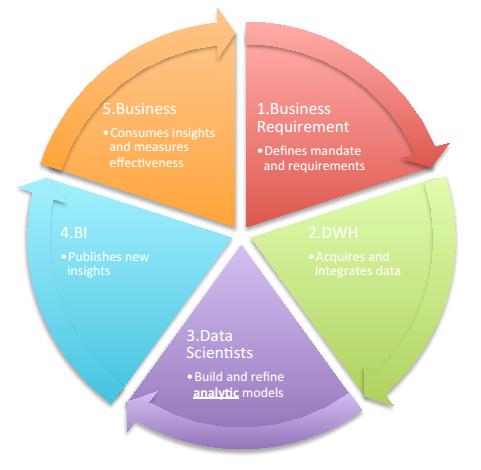 1.Business
Requirement
•Defines mandate
and requirements
2.DWH
•Acquires and
integrates data
3.Data
Scientists
•Build and refine
analytic models
4.BI
•Publishes new
insights
5.Business
•Consumes insights
and measures
effectiveness